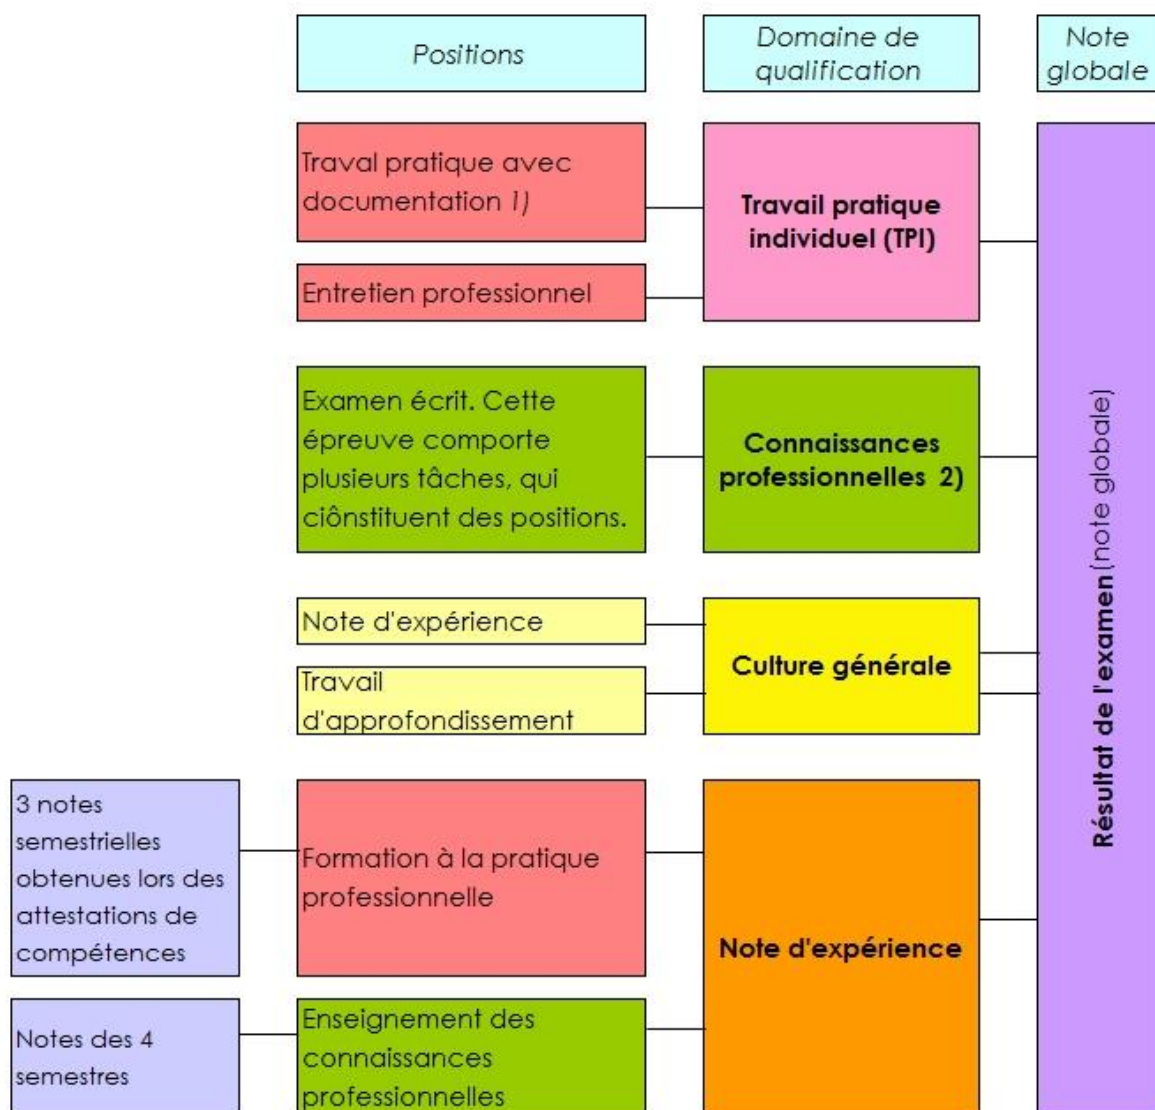 Positions
Domaine de
qualification
Note
globale
Traval pratique avec
documentation 1)
Travail pratique
individuel (TPI)
Entretien professionnel
Examen écrit. Cette
épreuve comporte
plusieurs tâches, qui
ciônstituent des positions.
Connaissances
professionnelles 2)
Note d'expérience
Travail
d'approfondissement
Culture générale
3 notes
semestrielles
obtenues lors des
attestations de
compétences
Formation à la pratique
professionnelle
Note d'expérience
Notes des 4
semestres
Enseignement des
connaissances
professionnelles
Résultat de l'examen(note globale)